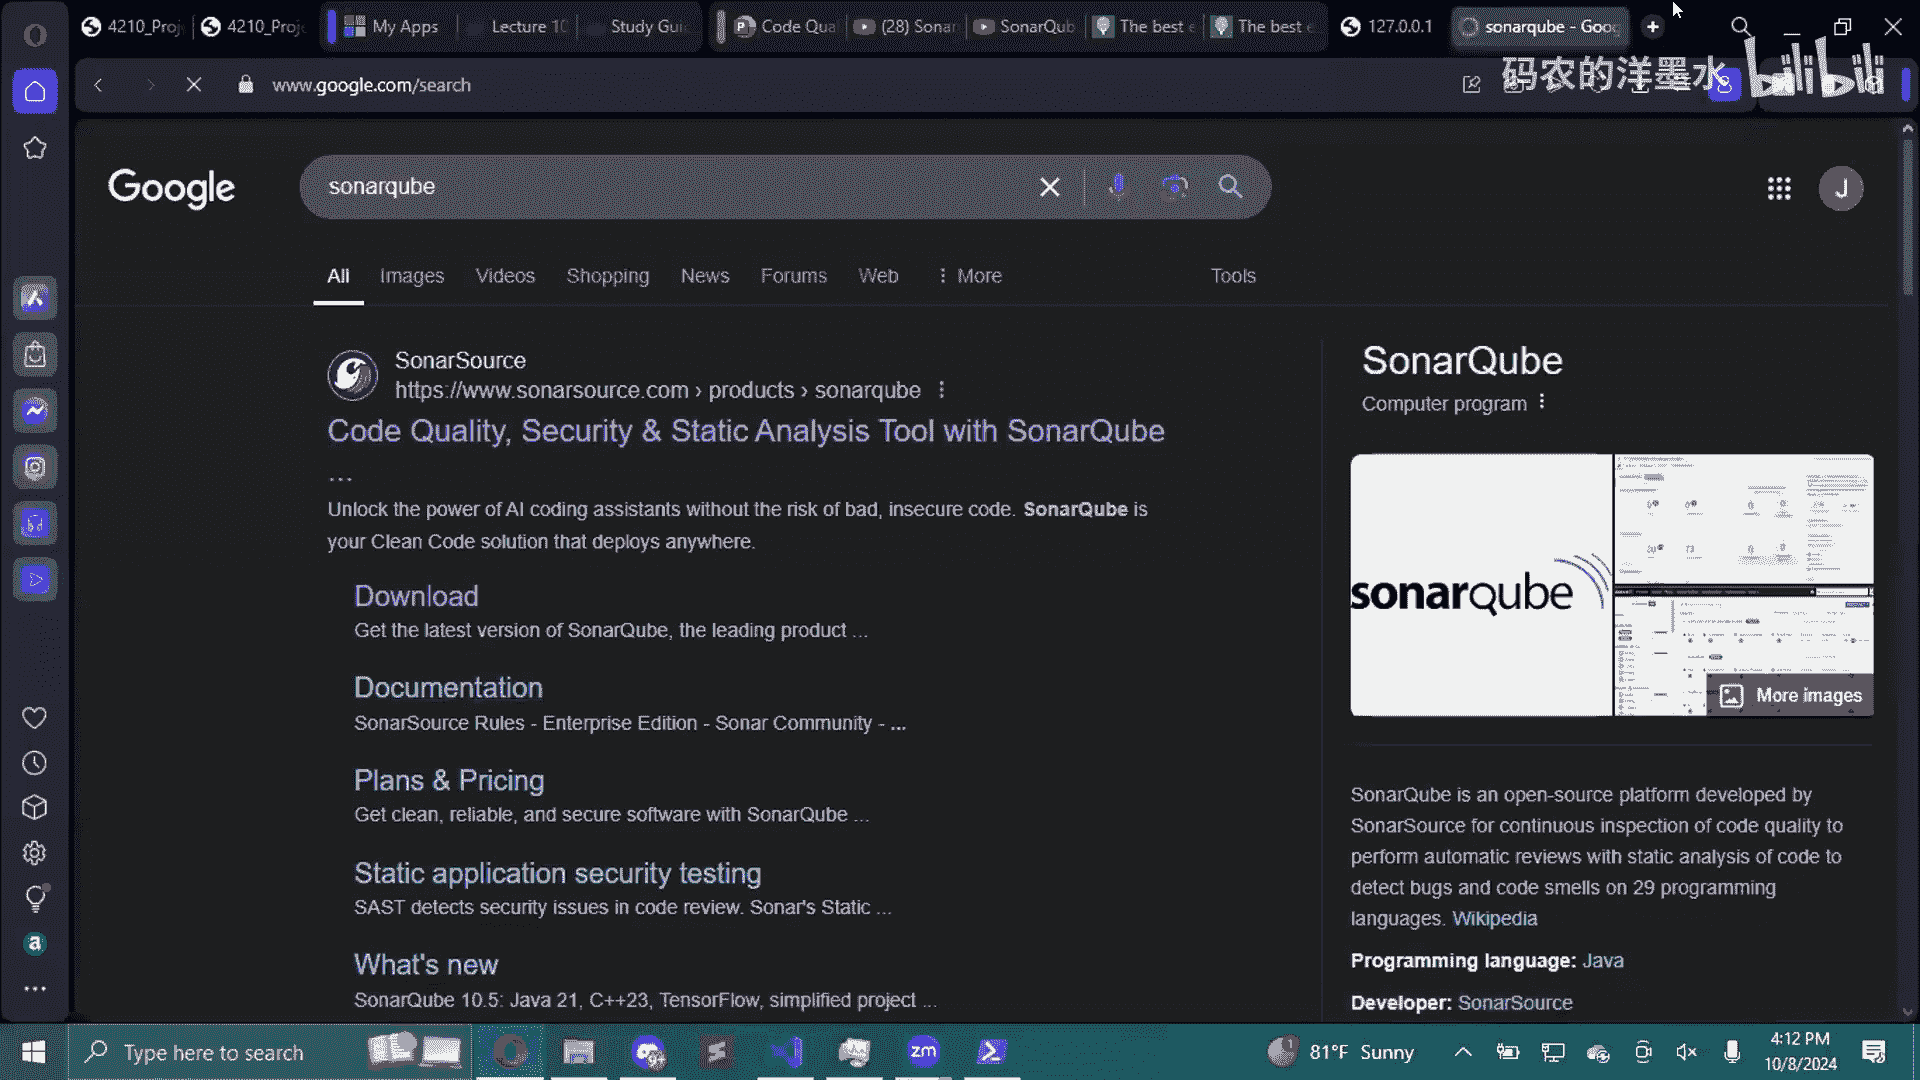 4210_Proj
4210_Proj
My Apps
Lecture 10
Study Gui
Code Qua
(28) Sonar
SonarQub
The best e
The best e
127.0.0.1
sonarqube - Goog
www.google.com/search
码农的洋墨水
bilibili
Google
sonarqube
J
All
Images
Videos
Shopping
News
Forums
Web
More
Tools
SonarSource
https://www.sonarsource.com › products › sonarqube
Code Quality, Security & Static Analysis Tool with SonarQube
...
Unlock the power of AI coding assistants without the risk of bad, insecure code. SonarQube is
your Clean Code solution that deploys anywhere.
Download
Get the latest version of SonarQube, the leading product ...
Documentation
SonarSource Rules - Enterprise Edition - Sonar Community - ...
Plans & Pricing
Get clean, reliable, and secure software with SonarQube ...
Static application security testing
SAST detects security issues in code review. Sonar's Static ...
What's new
SonarQube 10.5: Java 21, C++23, TensorFlow, simplified project ...
SonarQube
Computer program
sonarqube
More images
SonarQube is an open-source platform developed by
SonarSource for continuous inspection of code quality to
perform automatic reviews with static analysis of code to
detect bugs and code smells on 29 programming
languages. Wikipedia
Programming language: Java
Developer: SonarSource
Type here to search
zm
81°F Sunny
4:12 PM
10/8/2024